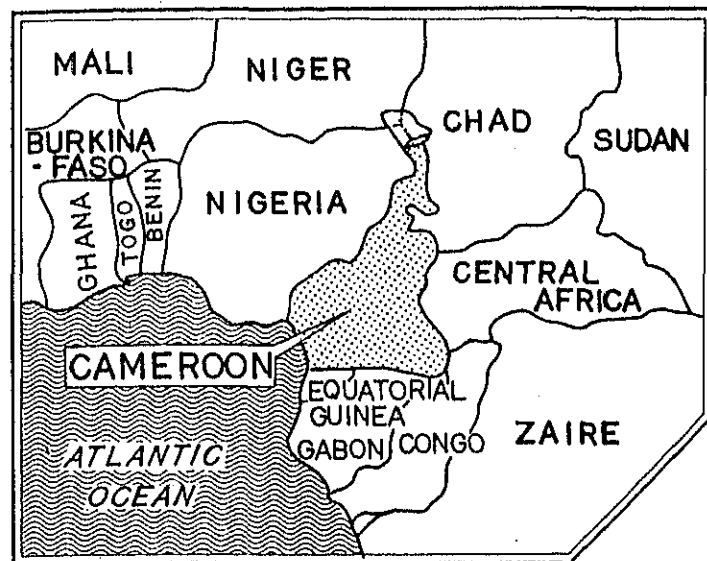 MALI
NIGER
CHAD
SUDAN
BURKINA
- FASO
GHANA
TOGO
BENIN
NIGERIA
CENTRAL
AFRICA
CAMEROON
EQUATORIAL
GUINEA
GABON
CONGO
ZAIRE
ATLANTIC
OCEAN